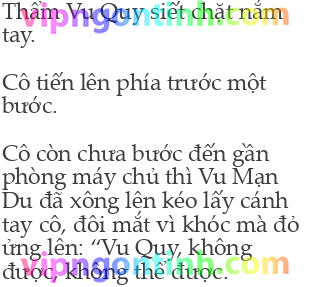 Thẩm Vu Quy siết chặt nắm
tay.
Cô tiến lên phía trước một
bước.
Cô còn chưa bước đến gần
phòng máy chủ thì Vu Mạn
Du đã xông lên kéo lấy cánh
tay cô, đôi mắt vì khóc mà đỏ
ửng lên: “Vu Quy, không
được, không thể được.
vipngontinh.com
vipngontinh.com